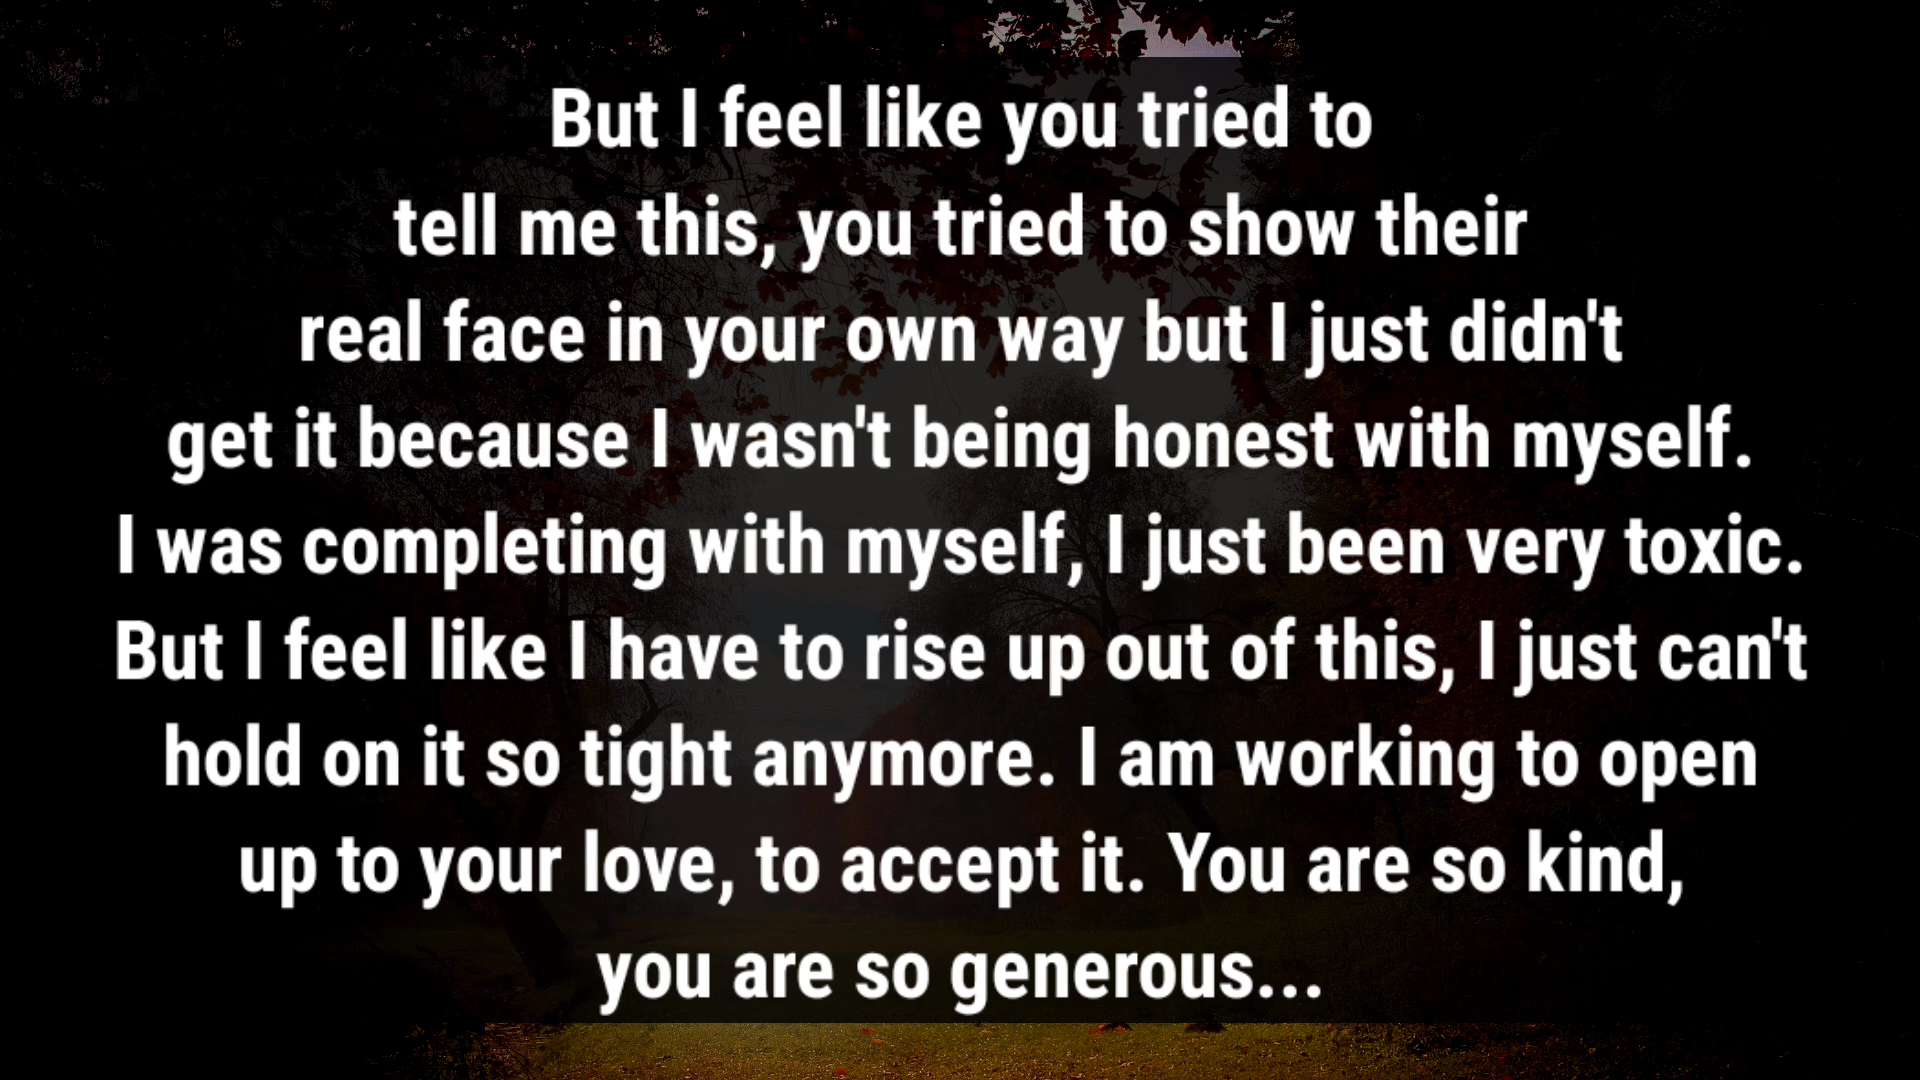 But I feel like you tried to
tell me this, you tried to show their
real face in your own way but I just didn't
get it because I wasn't being honest with myself.
I was completing with myself, I just been very toxic.
But I feel like I have to rise up out of this, I just can't
hold on it so tight anymore. I am working to open
up to your love, to accept it. You are so kind,
you are so generous...